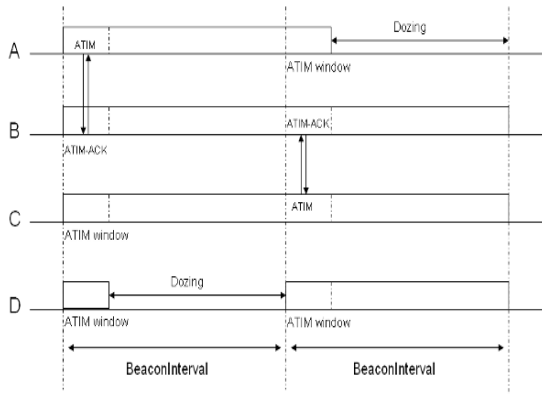 Dozing
A
ATIM
ATIM window
B
ATIM-ACK
ATIM-ACK
C
ATIM
ATIM window
Dozing
D
ATIM window
ATIM window
BeaconInterval
BeaconInterval